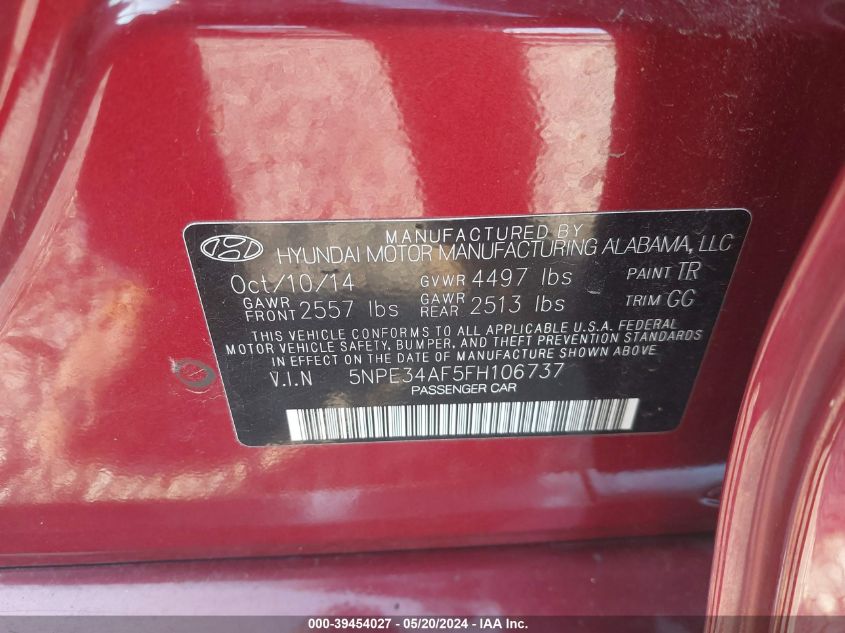 MANUFACTURED BY
HYUNDAI MOTOR MANUFACTURING ALABAMA, LLC
Oct/10/14 GVWR 4497 lbs PAINT TR
GAWR FRONT 2557 lbs GAWR REAR 2513 lbs TRIM GG
THIS VEHICLE CONFORMS TO ALL APPLICABLE U.S.A. FEDERAL
MOTOR VEHICLE SAFETY, BUMPER, AND THEFT PREVENTION STANDARDS
IN EFFECT ON THE DATE OF MANUFACTURE SHOWN ABOVE.
V.I.N 5NPE34AF5FH106737
PASSENGER CAR
000-39454027 - 05/20/2024 - EFHS Inc.